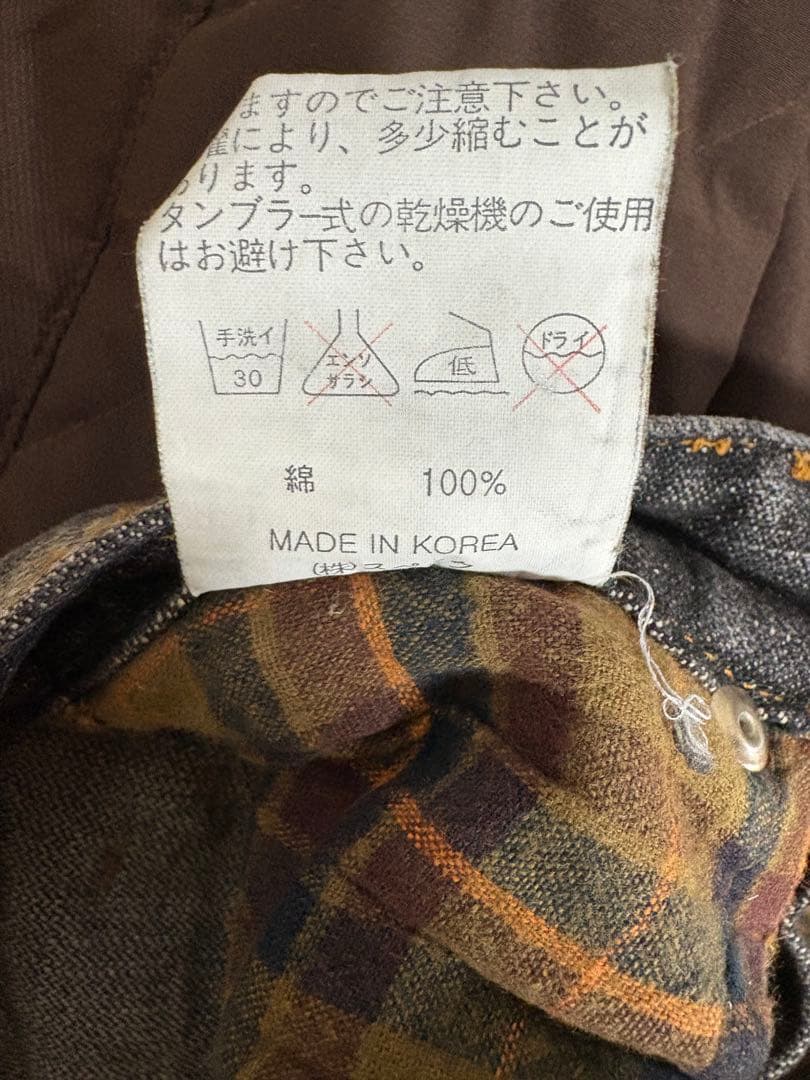 ますのでご注意下さい。
濯により、多少縮むことが
あります。
タンブラー式の乾燥機のご使用
はお避け下さい。
手洗イ
30
エンソ
サラシ
低
ドライ
綿 100%
MADE IN KOREA
(株)